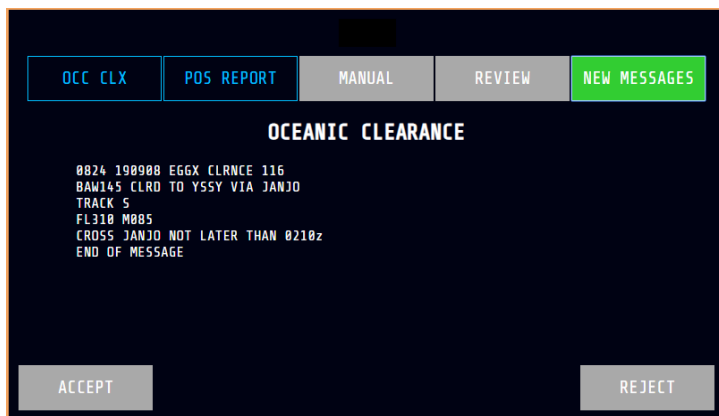 OCC CLX POS REPORT MANUAL REVIEW NEW MESSAGES
OCEANIC CLEARANCE
0824 190908 EGGX CLRNCE 116
BAW145 CLRD TO YSSY VIA JANJO
TRACK S
FL310 M085
CROSS JANJO NOT LATER THAN 0210z
END OF MESSAGE
ACCEPT REJECT